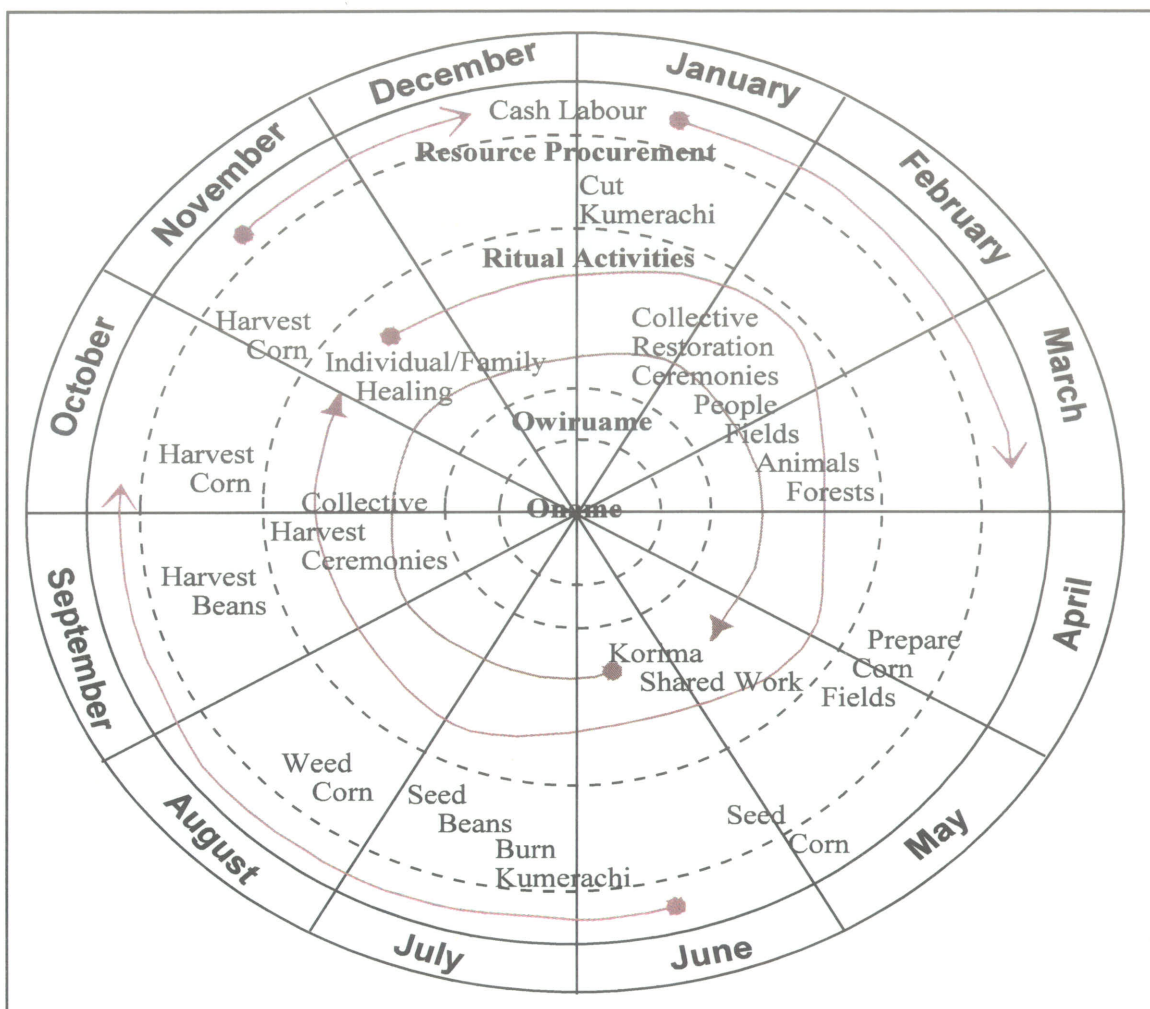 December
January
November
February
October
March
September
April
August
May
July
June
Cash Labour
Resource Procurement
Cut
Kumerachi
Ritual Activities
Harvest
Corn
Individual/Family
Healing
Collective
Restoration
Ceremonies
People
Fields
Animals
Forests
Owiruame
Harvest
Corn
Collective
Harvest
Ceremonies
Oname
Harvest
Beans
Korima
Shared Work
Prepare
Corn
Fields
Weed
Corn
Seed
Beans
Burn
Kumerachi
Seed
Corn